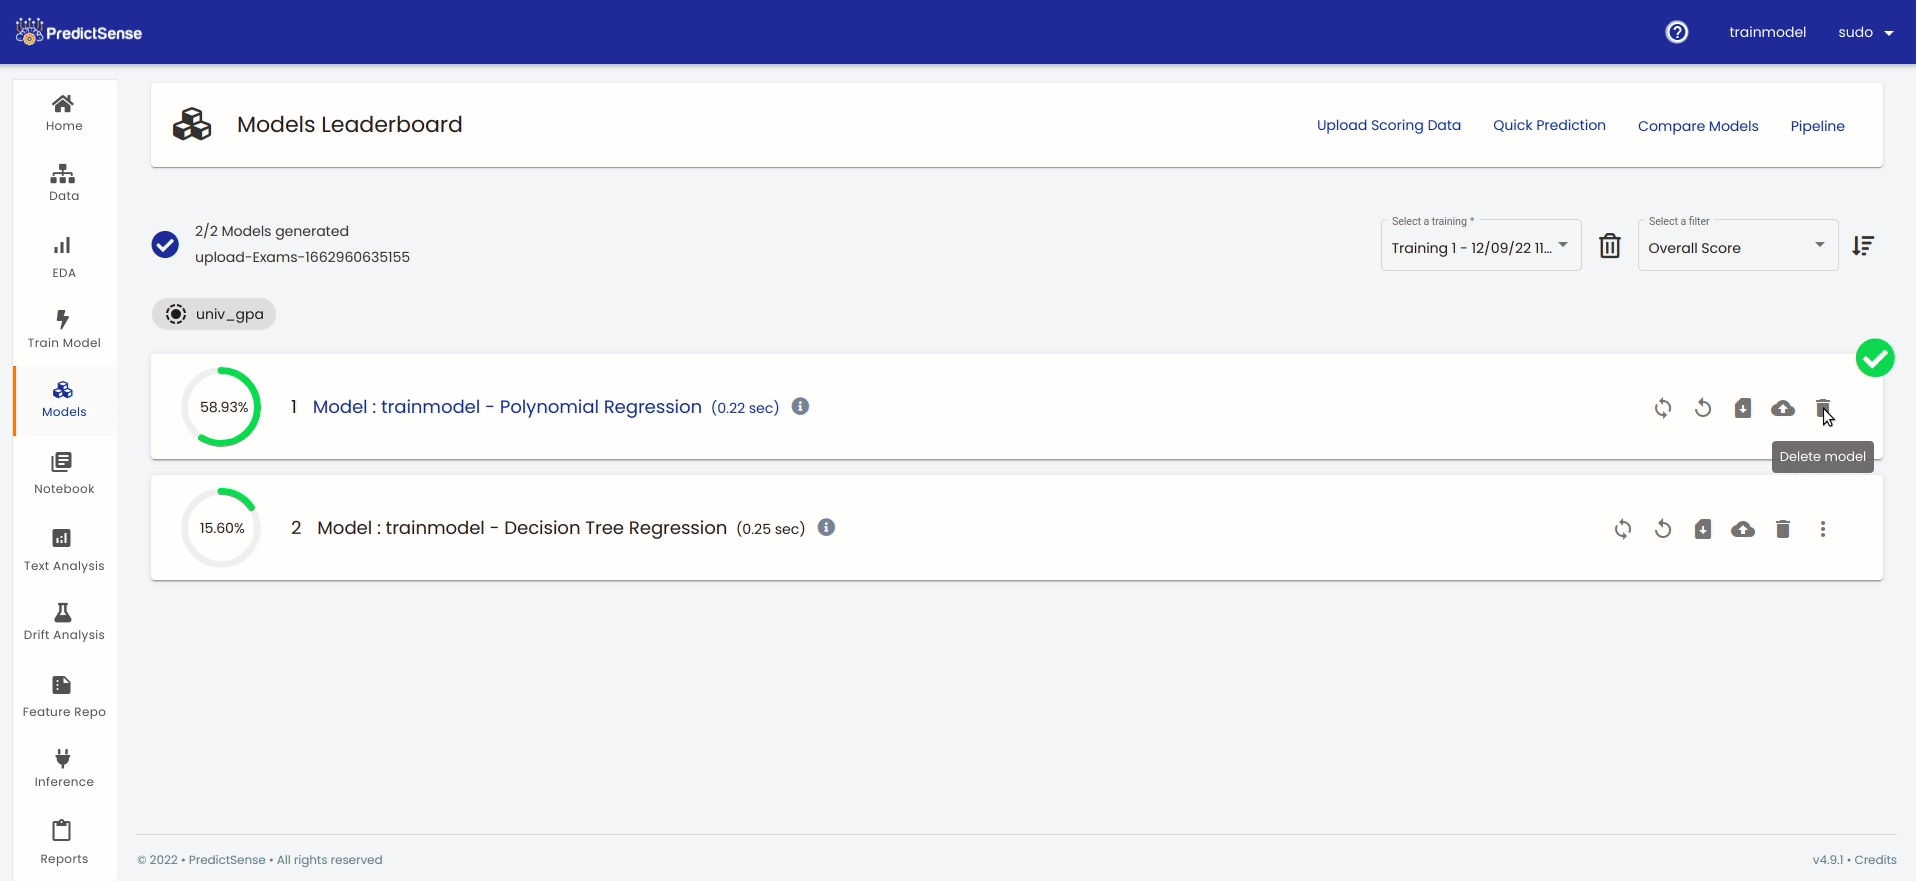 PredictSense
trainmodel
sudo
Home
Data
EDA
Train Model
Models
Notebook
Text Analysis
Drift Analysis
Feature Repo
Inference
Reports
Models Leaderboard
Upload Scoring Data
Quick Prediction
Compare Models
Pipeline
2/2 Models generated
upload-Exams-1662960635155
Select a training *
Training 1 - 12/09/22 11...
Select a filter
Overall Score
univ_gpa
58.93%
1 Model : trainmodel - Polynomial Regression (0.22 sec)
Delete model
15.60%
2 Model : trainmodel - Decision Tree Regression (0.25 sec)
© 2022 • PredictSense • All rights reserved
v4.9.1 • Credits